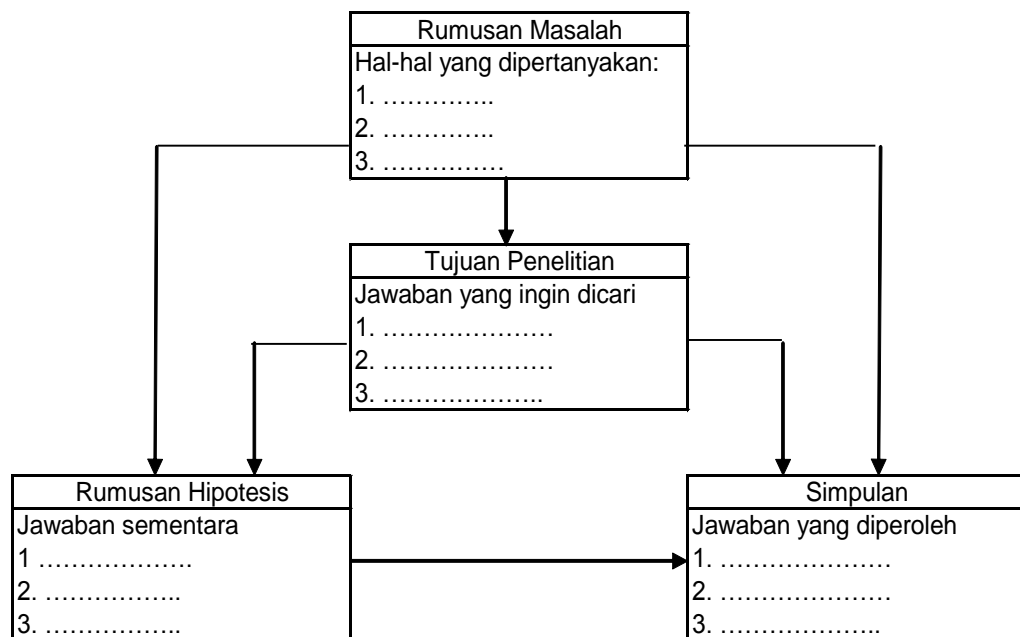 Rumusan Masalah
Hal-hal yang dipertanyakan:
1. …………..
2. …………..
3. ……………
Tujuan Penelitian
Jawaban yang ingin dicari
1. …………………
2. …………………
3. ………………..
Rumusan Hipotesis
Jawaban sementara
1 ……………….
2. ……………..
3. ……………..
Simpulan
Jawaban yang diperoleh
1. …………………
2. …………………
3. ………………..